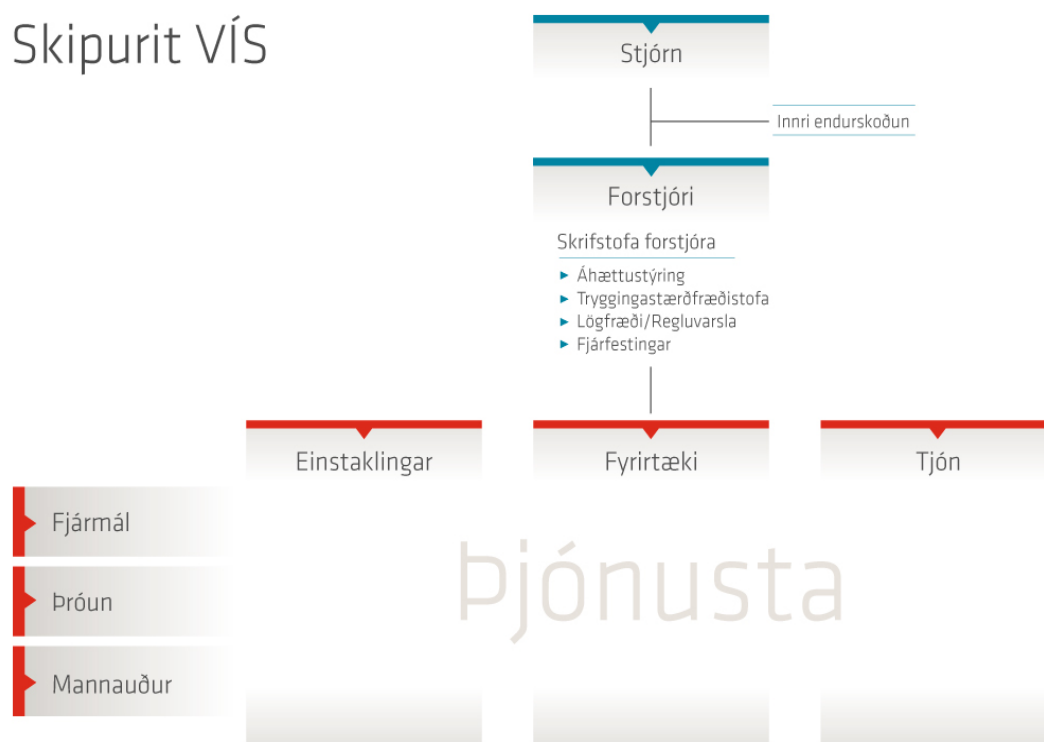 Skipurit VÍS
Stjórn
Innri endurskoðun
Forstjóri
Skrifstofa forstjóra
Áhættustýring
Tryggingastærðfræðistofa
Lögfræði/Regluvarsla
Fjárfestingar
Einstaklingar
Fyrirtæki
Tjón
Fjármál
Þróun
Mannauður
Þjónusta